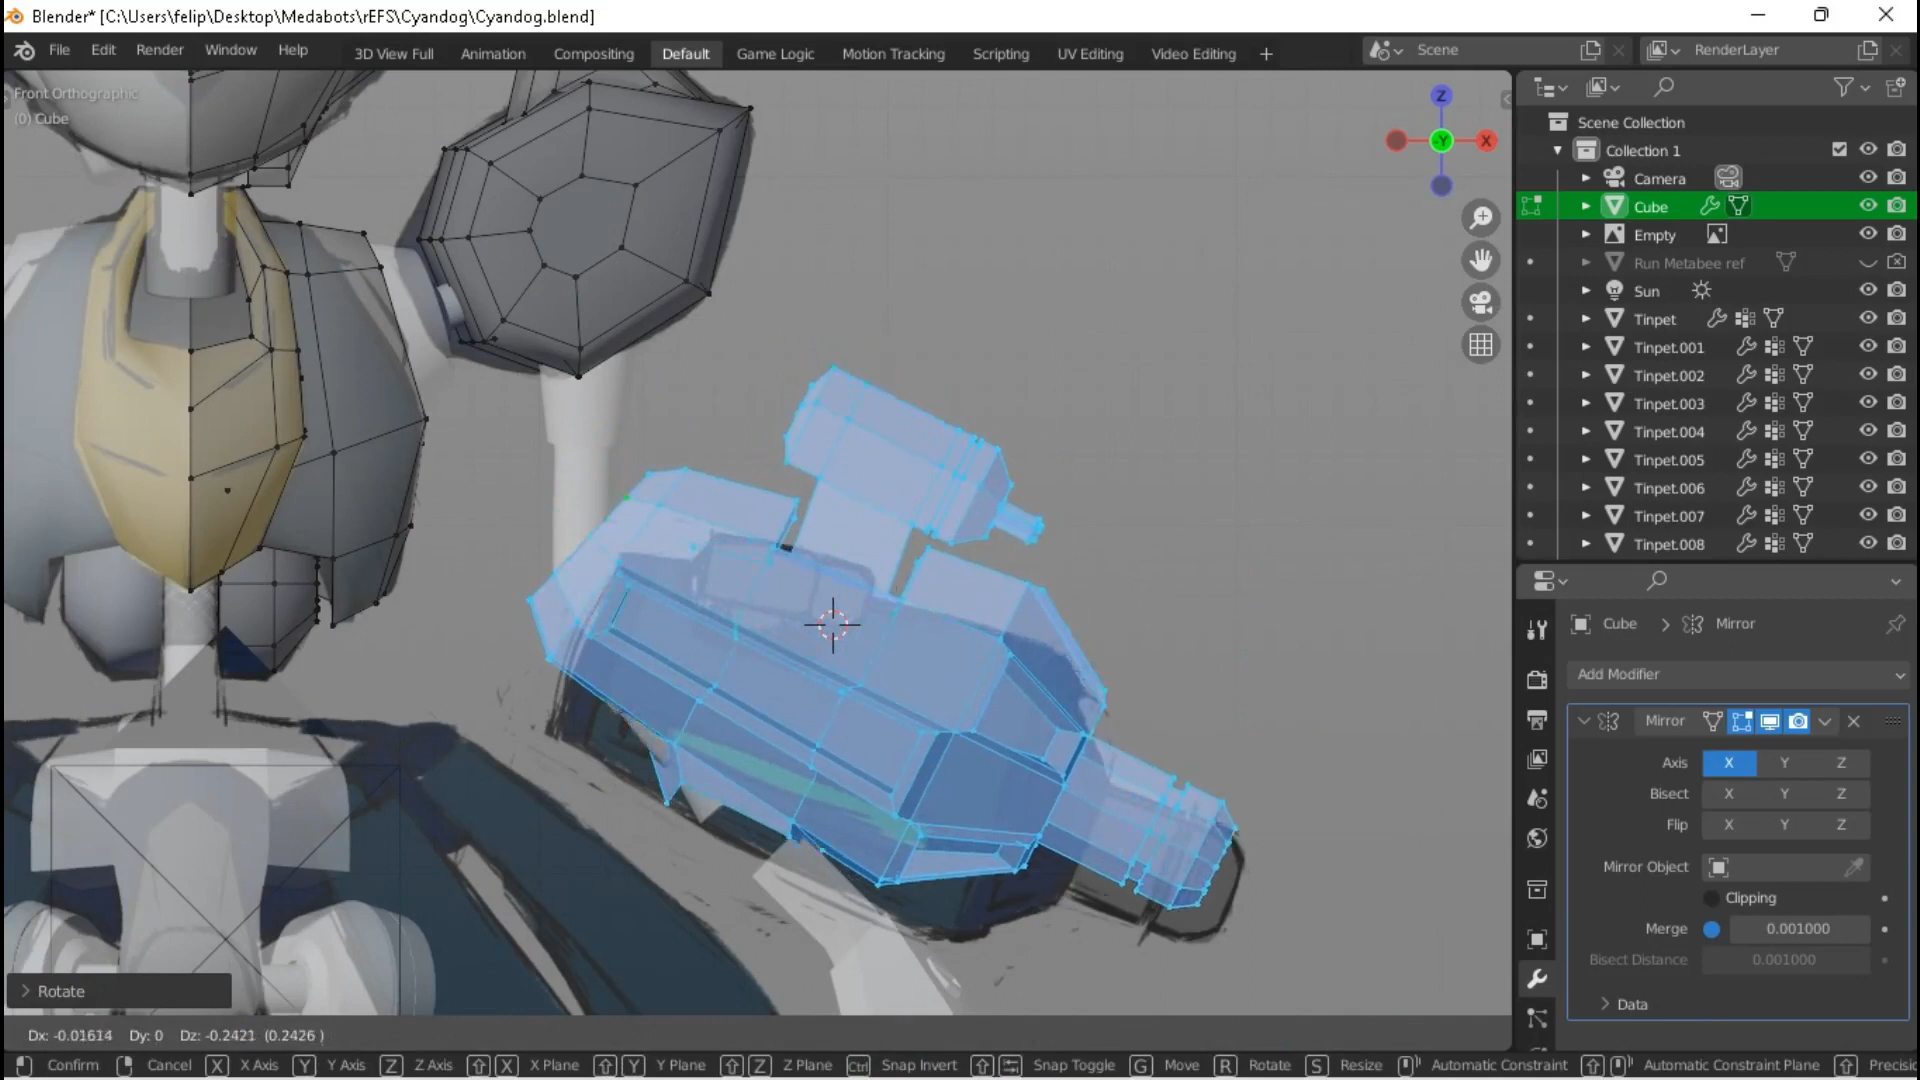 Blender* [C:\Users\felip\Desktop\Medabots\rEFS\Cyandog\Cyandog.blend]
File Edit Render Window Help 3D View Full Animation Compositing Default Game Logic Motion Tracking Scripting UV Editing Video Editing + Scene RenderLayer
Front Orthographic
(0) Cube
Z
Y X
Scene Collection
Collection 1
Camera
Cube
Empty
Run Metabee ref
Sun
Tinpet
Tinpet.001
Tinpet.002
Tinpet.003
Tinpet.004
Tinpet.005
Tinpet.006
Tinpet.007
Tinpet.008
Cube > Mirror
Add Modifier
Mirror
Axis X Y Z
Bisect X Y Z
Flip X Y Z
Mirror Object
Clipping
Merge 0.001000
Bisect Distance 0.001000
> Data
> Rotate
Dx: -0.01614 Dy: 0 Dz: -0.2421 (0.2426 )
Confirm Cancel X X Axis Y Y Axis Z Z Axis X X Plane Y Y Plane Z Z Plane Ctrl Snap Invert Snap Toggle G Move R Rotate S Resize Automatic Constraint Automatic Constraint Plane Precisic